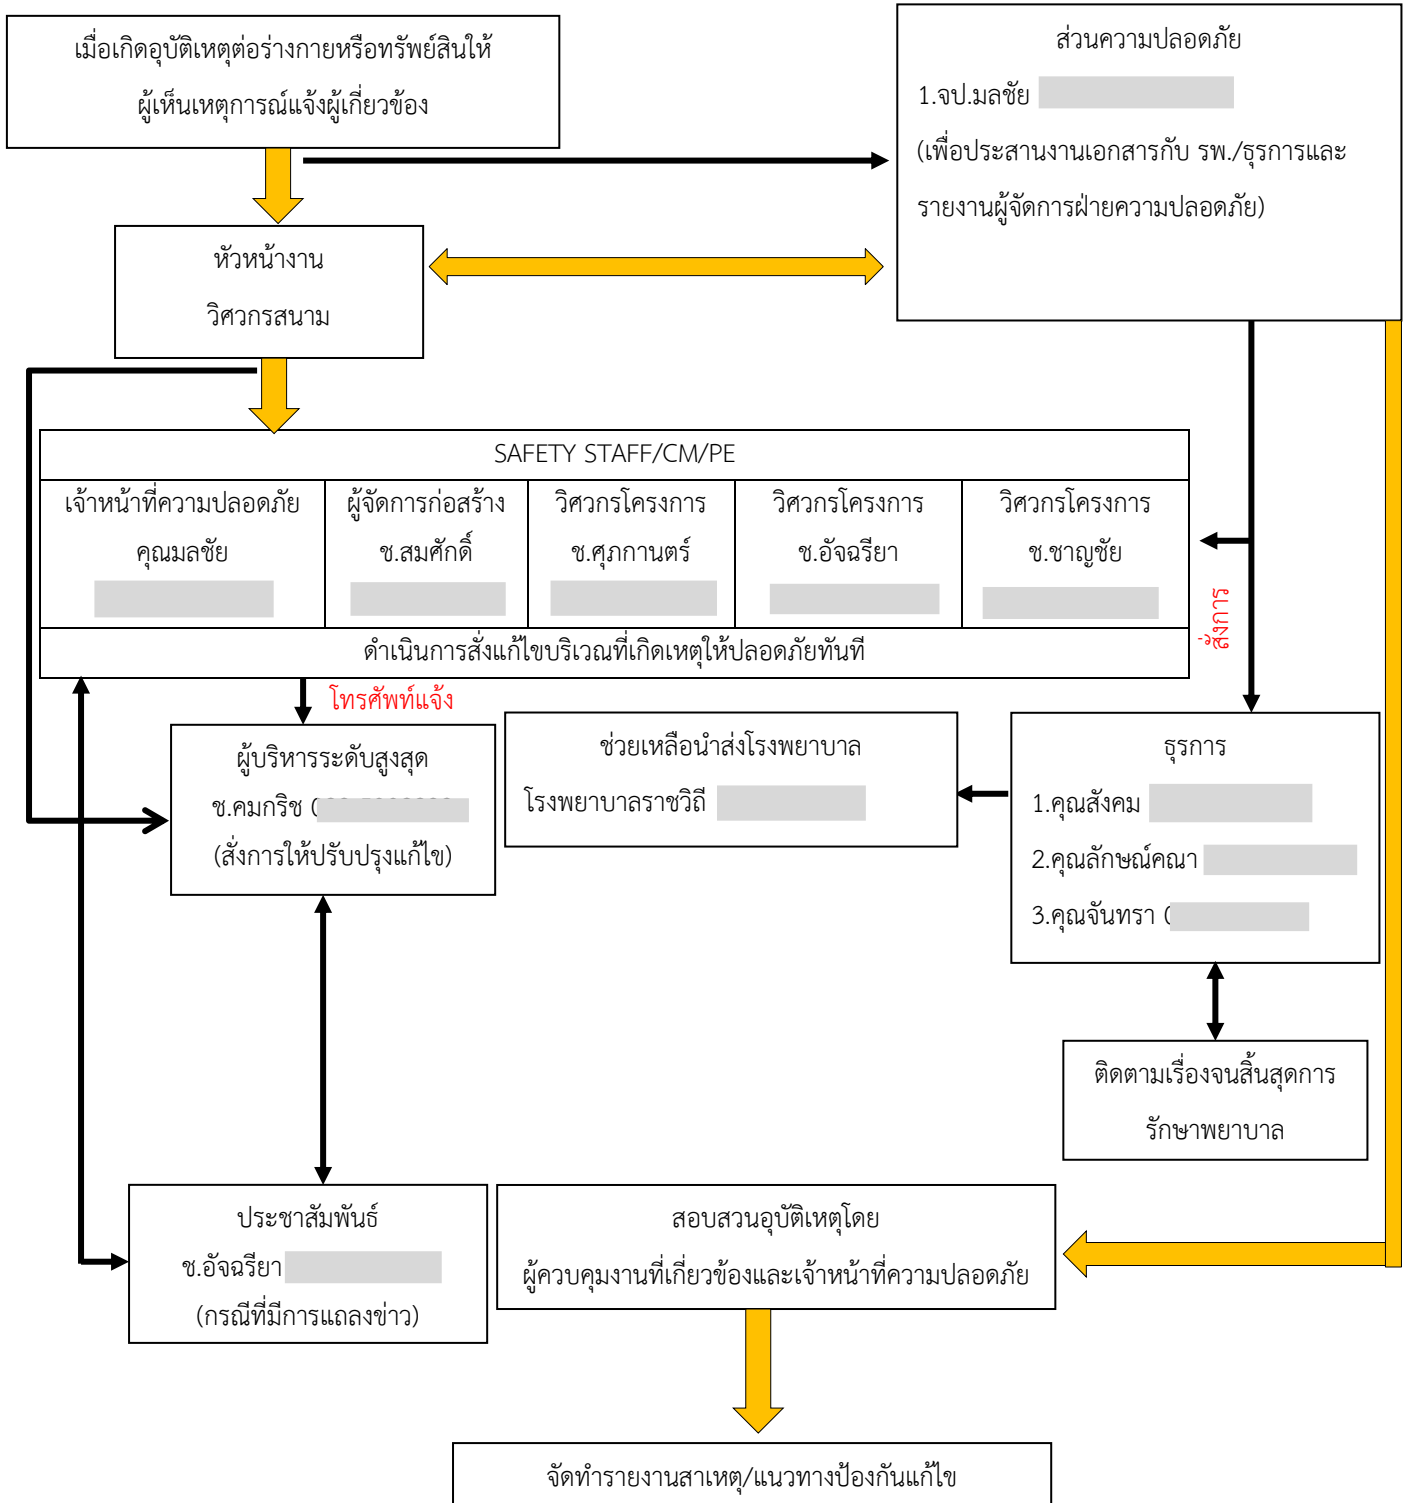 เมื่อเกิดอุบัติเหตุต่อร่างกายหรือทรัพย์สินให้
ผู้เห็นเหตุการณ์แจ้งผู้เกี่ยวข้อง
ส่วนความปลอดภัย
1.จป.มลชัย
(เพื่อประสานงานเอกสารกับ รพ./ธุรการและ
รายงานผู้จัดการฝ่ายความปลอดภัย)
หัวหน้างาน
วิศวกรสนาม
SAFETY STAFF/CM/PE
เจ้าหน้าที่ความปลอดภัย
คุณมลชัย
ผู้จัดการก่อสร้าง
ช.สมศักดิ์
วิศวกรโครงการ
ช.ศุภกานตร์
วิศวกรโครงการ
ช.อัจฉรียา
วิศวกรโครงการ
ช.ชาญชัย
ดำเนินการสั่งแก้ไขบริเวณที่เกิดเหตุให้ปลอดภัยทันที
สั่งการ
โทรศัพท์แจ้ง
ผู้บริหารระดับสูงสุด
ช.คมกริช
(สั่งการให้ปรับปรุงแก้ไข)
ช่วยเหลือนำส่งโรงพยาบาล
โรงพยาบาลราชวิถี
ธุรการ
1.คุณสังคม
2.คุณลักษณ์คณา
3.คุณจันทรา
ติดตามเรื่องจนสิ้นสุดการ
รักษาพยาบาล
ประชาสัมพันธ์
ช.อัจฉรียา
(กรณีที่มีการแถลงข่าว)
สอบสวนอุบัติเหตุโดย
ผู้ควบคุมงานที่เกี่ยวข้องและเจ้าหน้าที่ความปลอดภัย
จัดทำรายงานสาเหตุ/แนวทางป้องกันแก้ไข